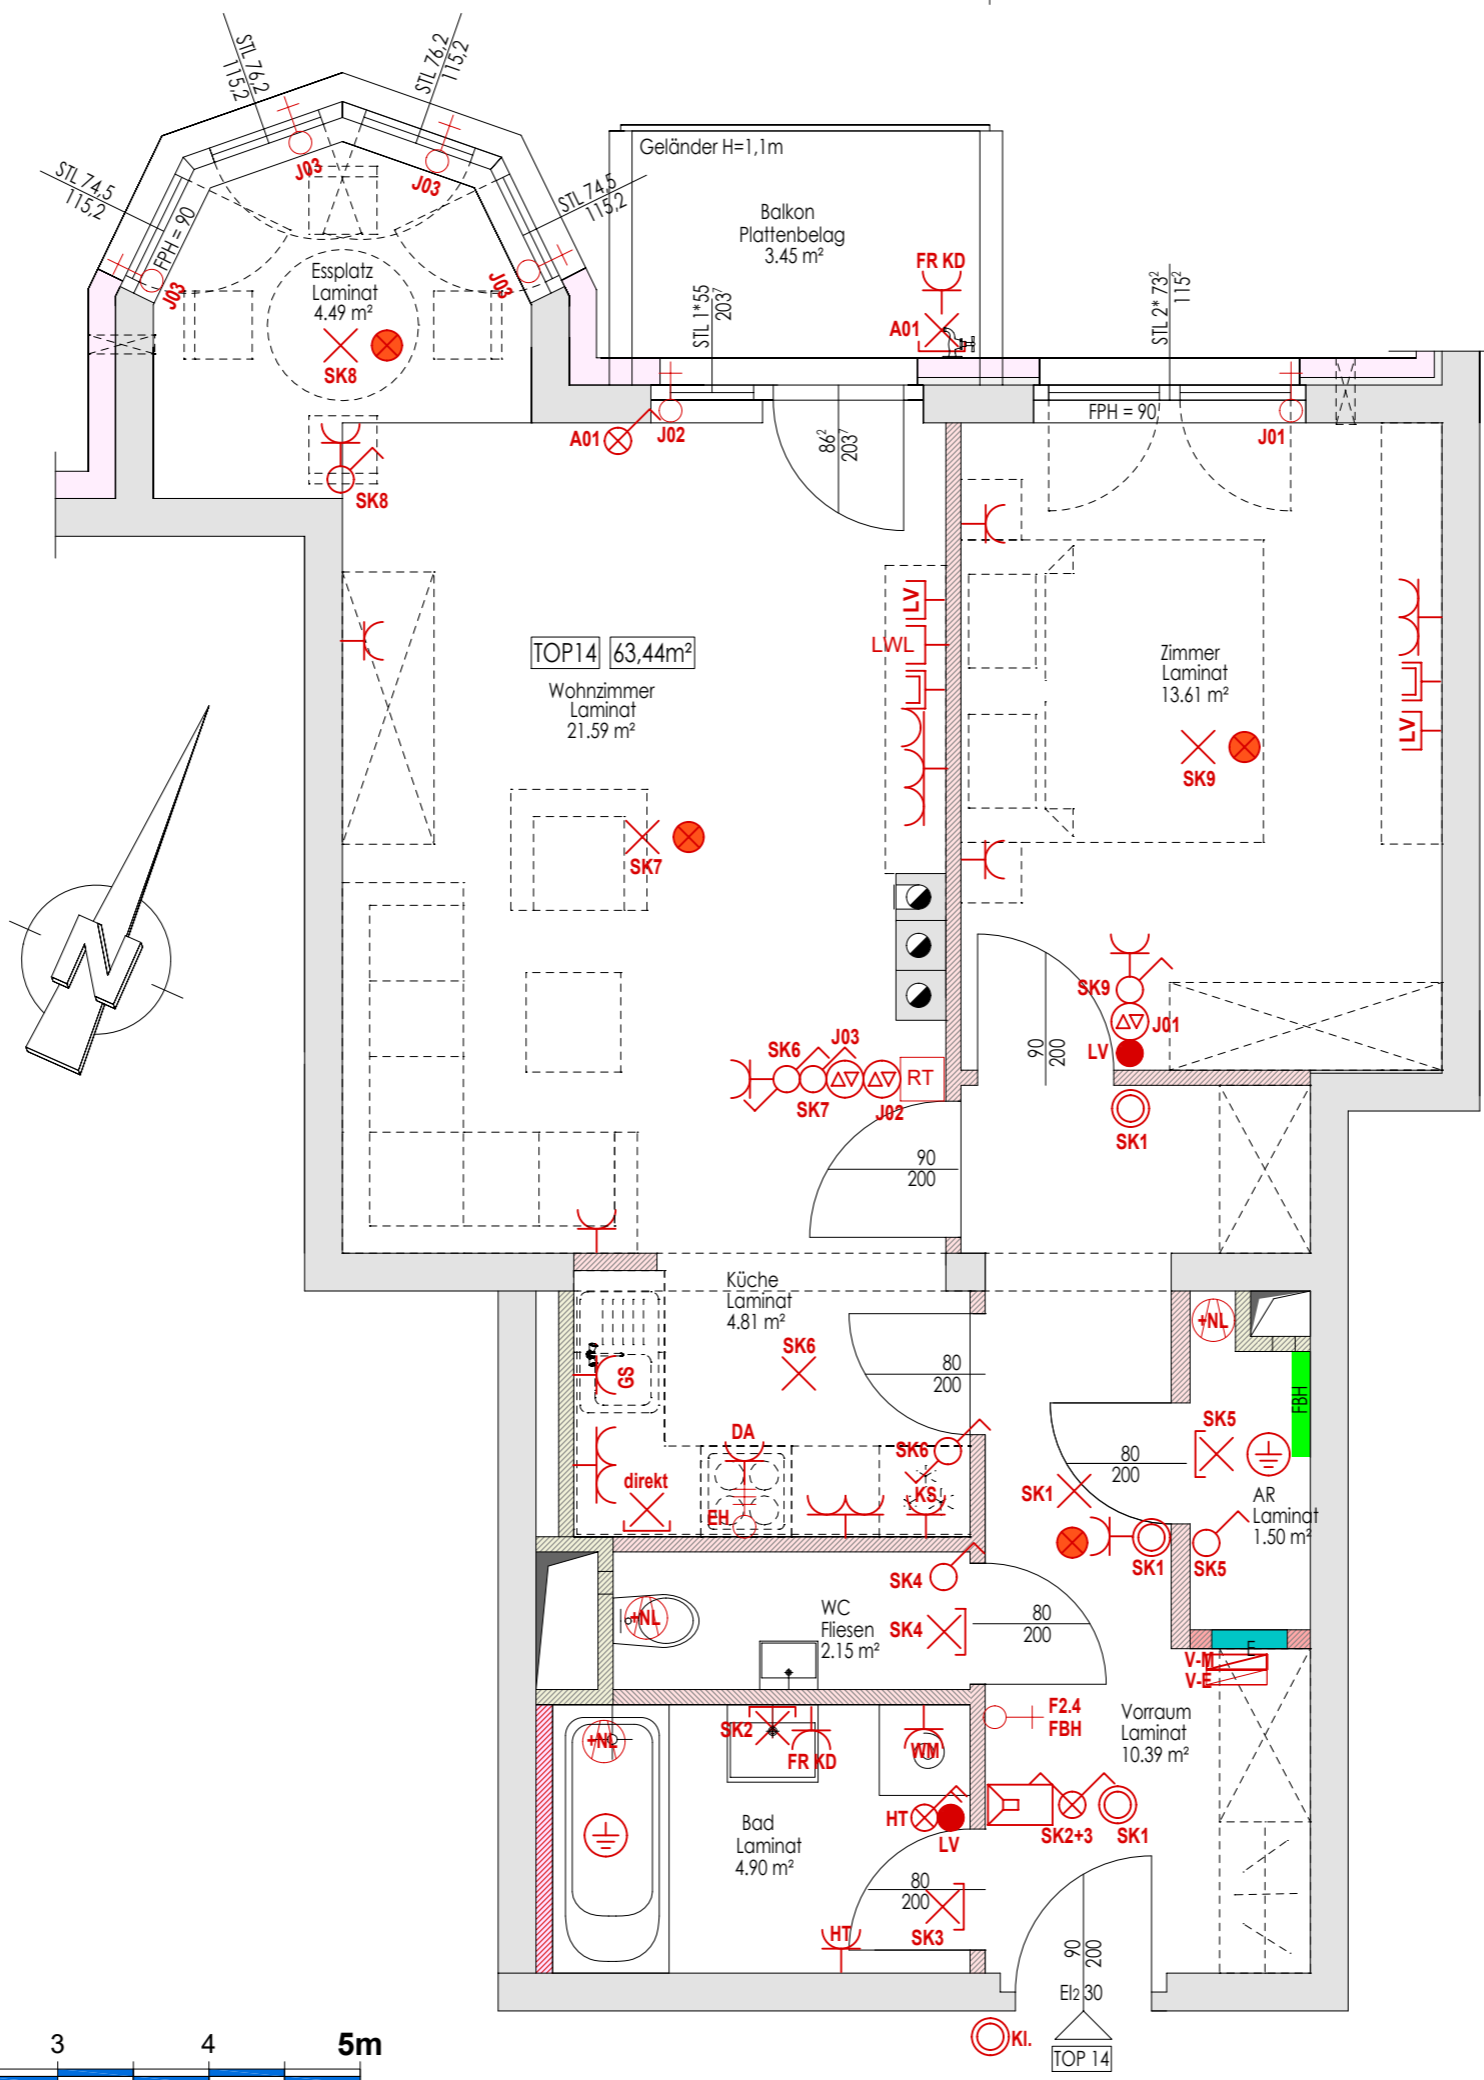 STL 76,2
115,2
STL 76,2
115,2
STL 74,5
115,2
STL 74,5
115,2
J03
J03
J03
J03
FPH = 90
Essplatz
Laminat
4.49 m²
SK8
SK8
Geländer H=1,1m
Balkon
Plattenbelag
3.45 m²
FR KD
A01
STL 1*55
203⁷
STL 2* 73²
115²
A01
J02
86²
203⁷
FPH = 90
J01
TOP14
63,44m²
Wohnzimmer
Laminat
21.59 m²
LV
LWL
Zimmer
Laminat
13.61 m²
SK9
LV
SK7
N
SK6
J03
SK7
J02
RT
SK9
J01
LV
90
200
SK1
90
200
Küche
Laminat
4.81 m²
SK6
GS
80
200
DA
direkt
EH
SK6
KS
+NL
FBH
SK5
80
200
SK1
AR
Laminat
1.50 m²
SK1
SK5
SK4
WC
Fliesen
2.15 m²
SK4
+NL
80
200
E
V-M
V-E
F2.4
FBH
Vorraum
Laminat
10.39 m²
SK2
+NL
FR KD
WM
HT
LV
SK2+3
SK1
Bad
Laminat
4.90 m²
80
200
SK3
HT
90
200
EI₂ 30
KI.
TOP 14
3
4
5m